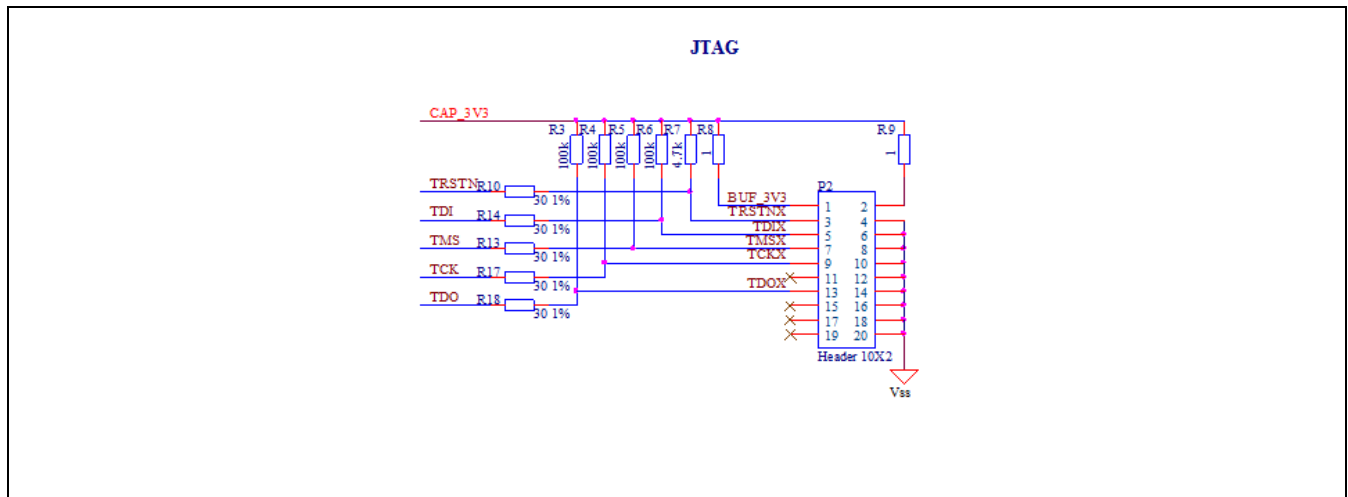 JTAG
CAP_3V3
R3 R4 R5 R6 R7 R8 R9
100k 100k 100k 100k 4.7k 1 1
TRSTN R10 30 1%
TDI R14 30 1%
TMS R13 30 1%
TCK R17 30 1%
TDO R18 30 1%
P2
BUF_3V3 1 2
TRSTNX 3 4
TDIX 5 6
TMSX 7 8
TCKX 9 10
11 12
TDOX 13 14
15 16
17 18
19 20
Header 10X2
Vss